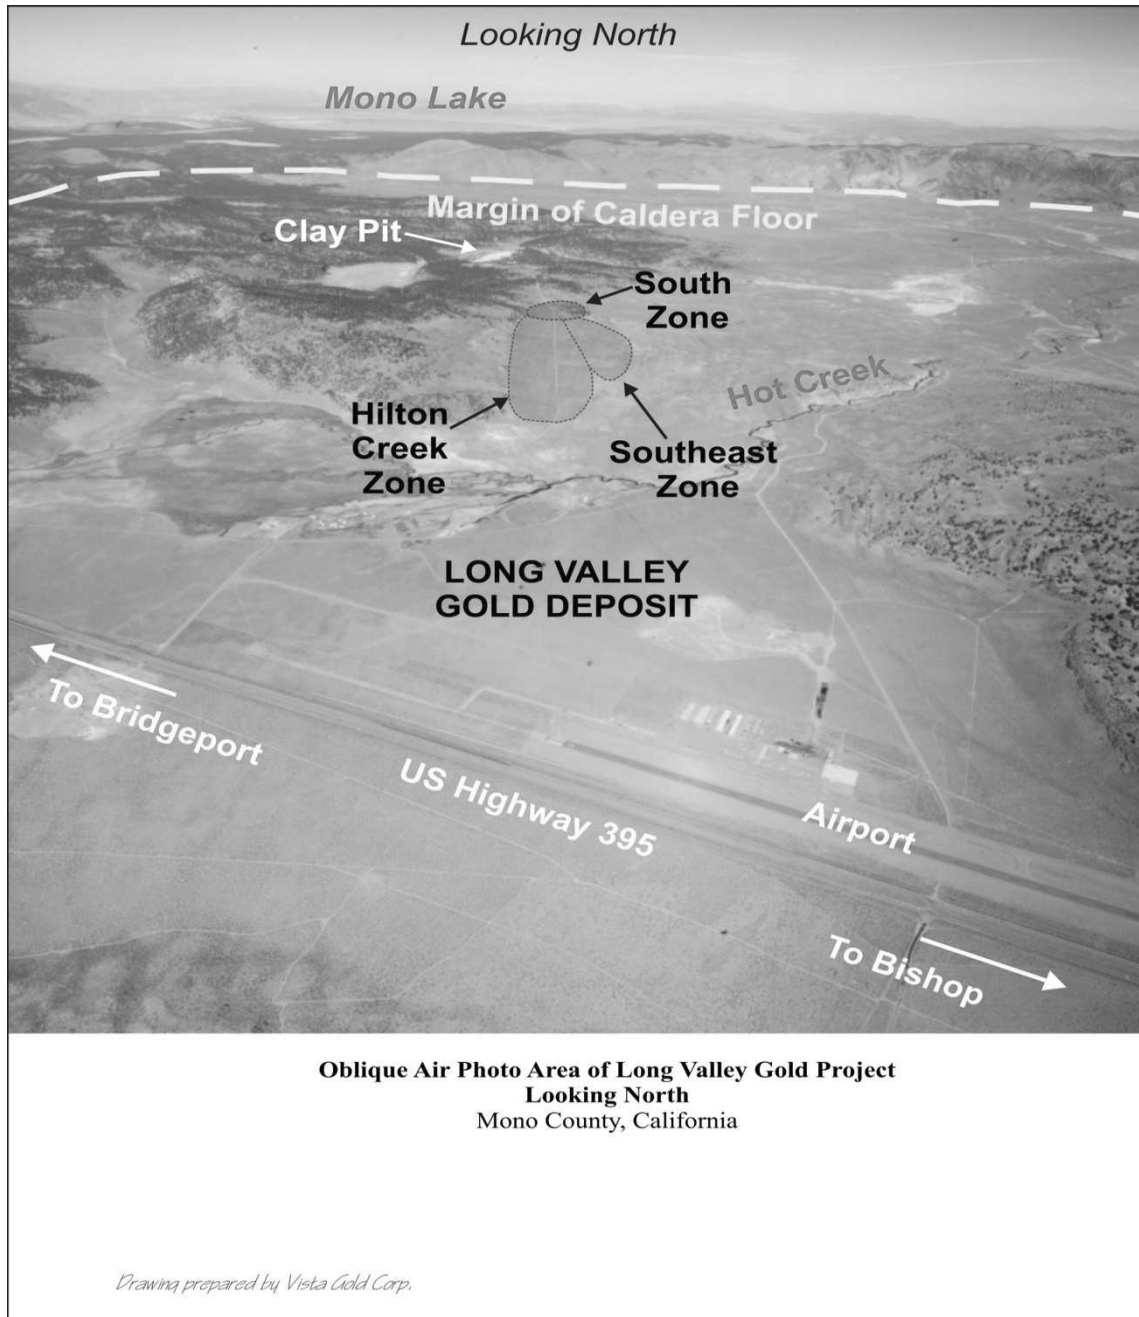 Looking North
Mono Lake
Margin of Caldera Floor
Clay Pit
South
Zone
Hot Creek
Hilton
Creek
Zone
Southeast
Zone
LONG VALLEY
GOLD DEPOSIT
To Bridgeport
US Highway 395
Airport
To Bishop
Oblique Air Photo Area of Long Valley Gold Project
Looking North
Mono County, California
Drawing prepared by Vista Gold Corp.